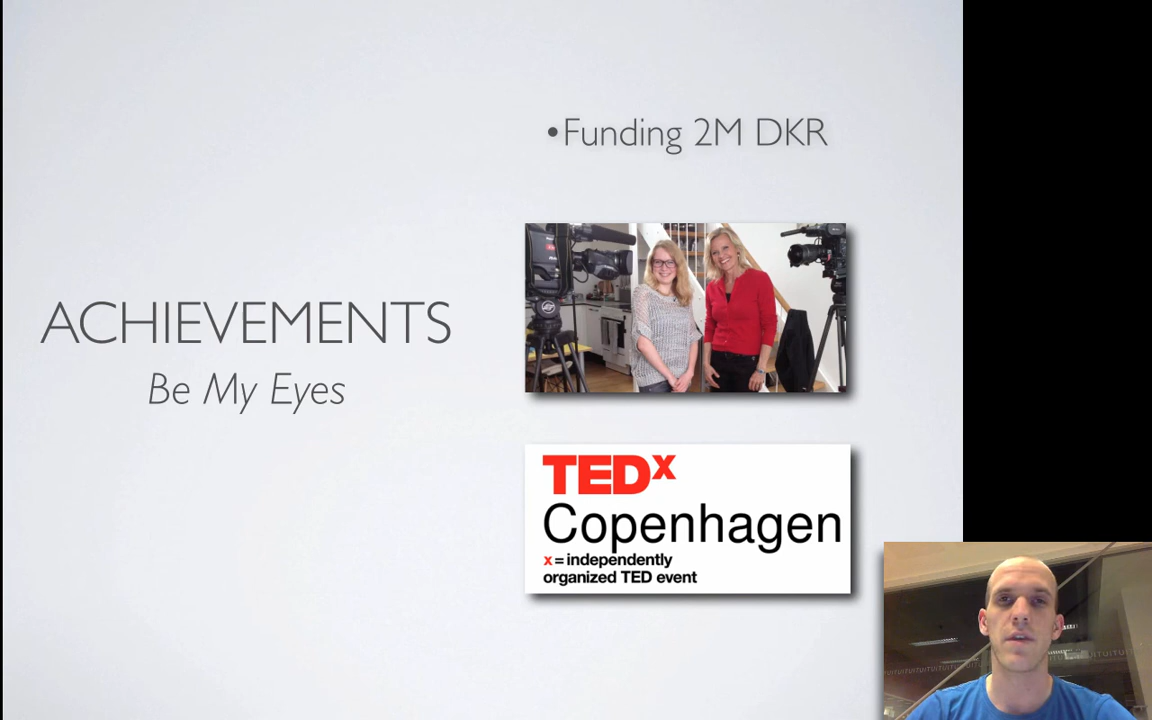 ACHIEVEMENTS
Be My Eyes
•Funding 2M DKR
TEDx
Copenhagen
x = independently
organized TED event